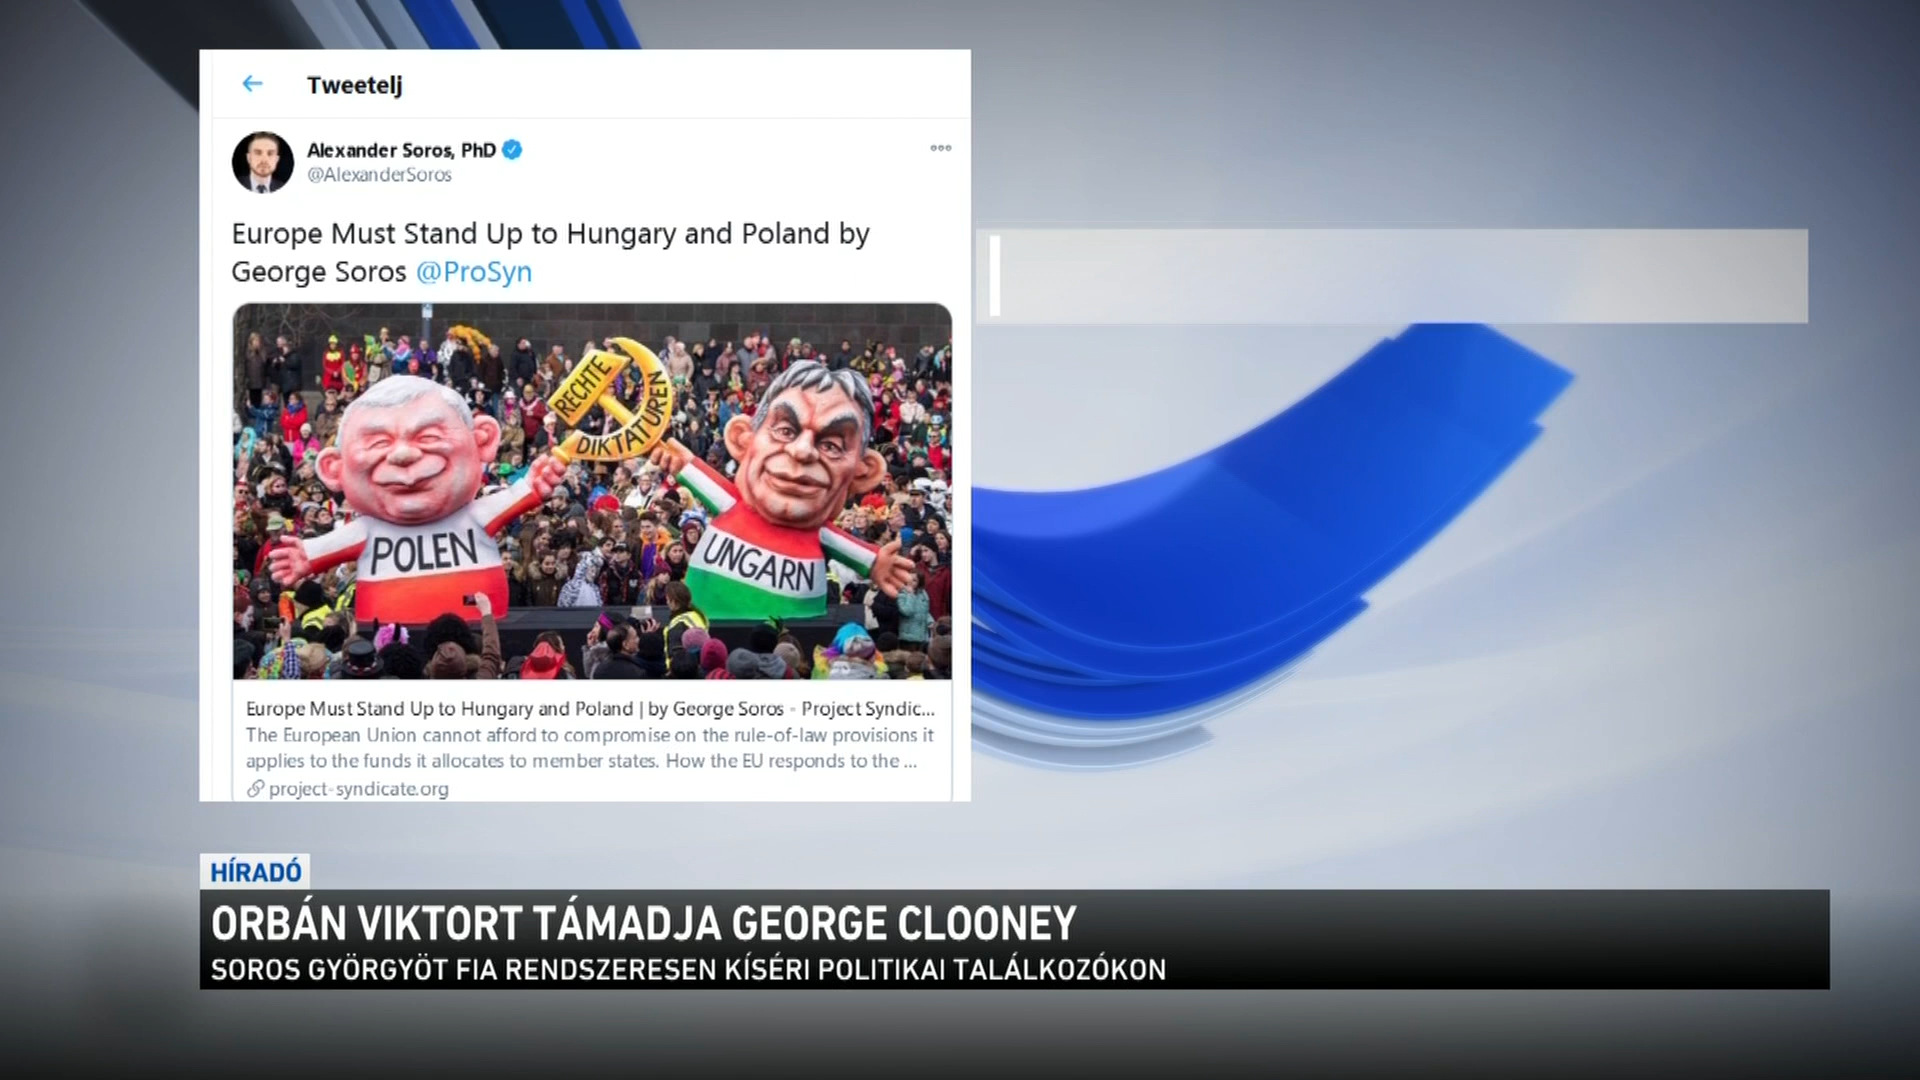 Tweetelj
Alexander Soros, PhD
@AlexanderSoros
Europe Must Stand Up to Hungary and Poland by
George Soros @ProSyn
RECHTE
DIKTATUREN
POLEN
UNGARN
Europe Must Stand Up to Hungary and Poland | by George Soros - Project Syndic...
The European Union cannot afford to compromise on the rule-of-law provisions it
applies to the funds it allocates to member states. How the EU responds to the ...
project-syndicate.org
HÍRADÓ
ORBÁN VIKTORT TÁMADJA GEORGE CLOONEY
SOROS GYÖRGYÖT FIA RENDSZERESEN KÍSÉRI POLITIKAI TALÁLKOZÓKON